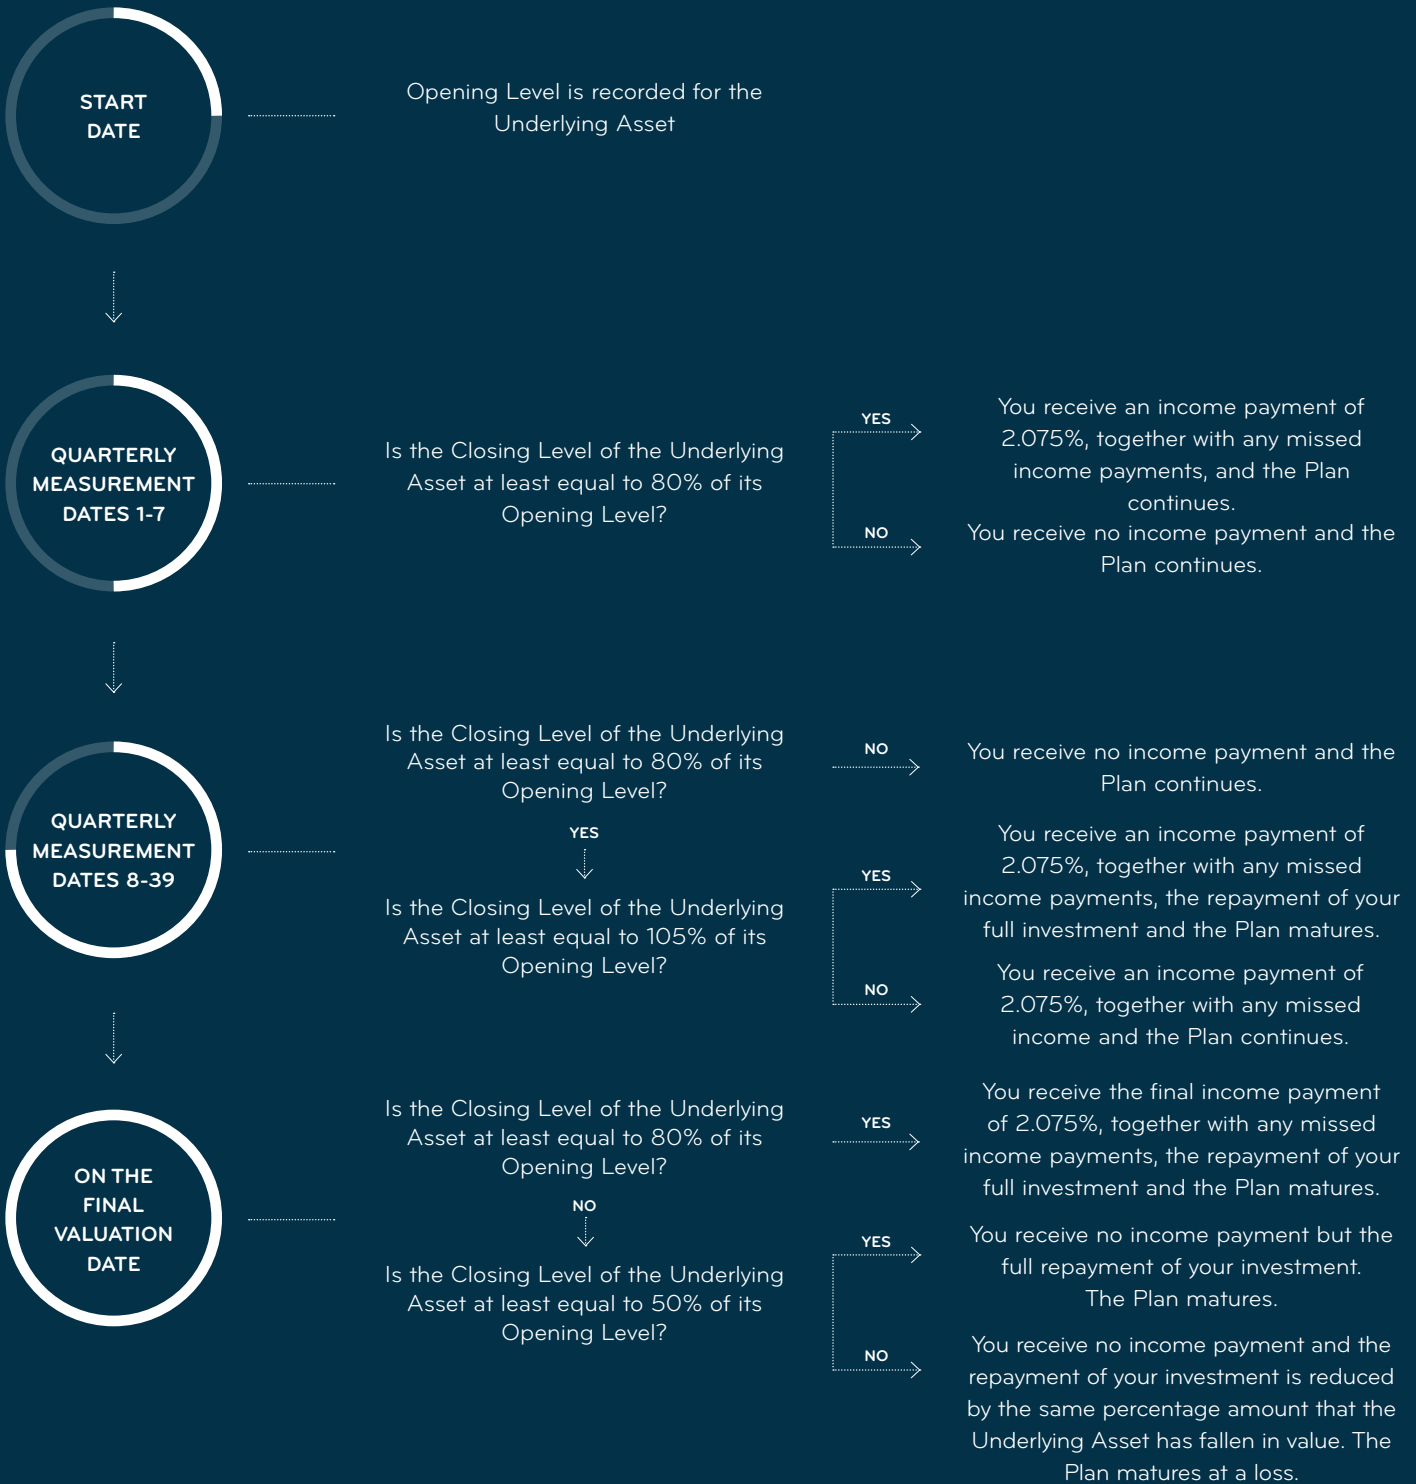 START
DATE
Opening Level is recorded for the
Underlying Asset
QUARTERLY
MEASUREMENT
DATES 1-7
Is the Closing Level of the Underlying
Asset at least equal to 80% of its
Opening Level?
YES
You receive an income payment of
2.075%, together with any missed
income payments, and the Plan
continues.
NO
You receive no income payment and the
Plan continues.
QUARTERLY
MEASUREMENT
DATES 8-39
Is the Closing Level of the Underlying
Asset at least equal to 80% of its
Opening Level?
NO
You receive no income payment and the
Plan continues.
YES
Is the Closing Level of the Underlying
Asset at least equal to 105% of its
Opening Level?
YES
You receive an income payment of
2.075%, together with any missed
income payments, the repayment of your
full investment and the Plan matures.
NO
You receive an income payment of
2.075%, together with any missed
income and the Plan continues.
ON THE
FINAL
VALUATION
DATE
Is the Closing Level of the Underlying
Asset at least equal to 80% of its
Opening Level?
YES
You receive the final income payment
of 2.075%, together with any missed
income payments, the repayment of your
full investment and the Plan matures.
NO
Is the Closing Level of the Underlying
Asset at least equal to 50% of its
Opening Level?
YES
You receive no income payment but the
full repayment of your investment.
The Plan matures.
NO
You receive no income payment and the
repayment of your investment is reduced
by the same percentage amount that the
Underlying Asset has fallen in value. The
Plan matures at a loss.